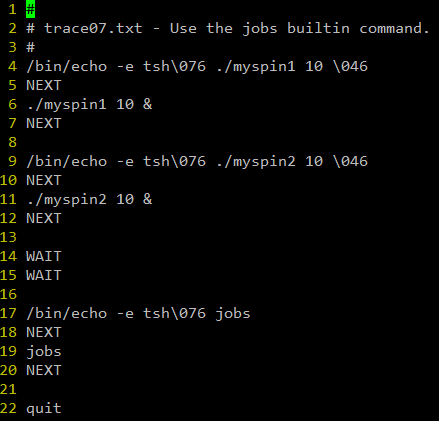 1 #
2 # trace07.txt - Use the jobs builtin command.
3 #
4 /bin/echo -e tsh\076 ./myspin1 10 \046
5 NEXT
6 ./myspin1 10 &
7 NEXT
8
9 /bin/echo -e tsh\076 ./myspin2 10 \046
10 NEXT
11 ./myspin2 10 &
12 NEXT
13
14 WAIT
15 WAIT
16
17 /bin/echo -e tsh\076 jobs
18 NEXT
19 jobs
20 NEXT
21
22 quit